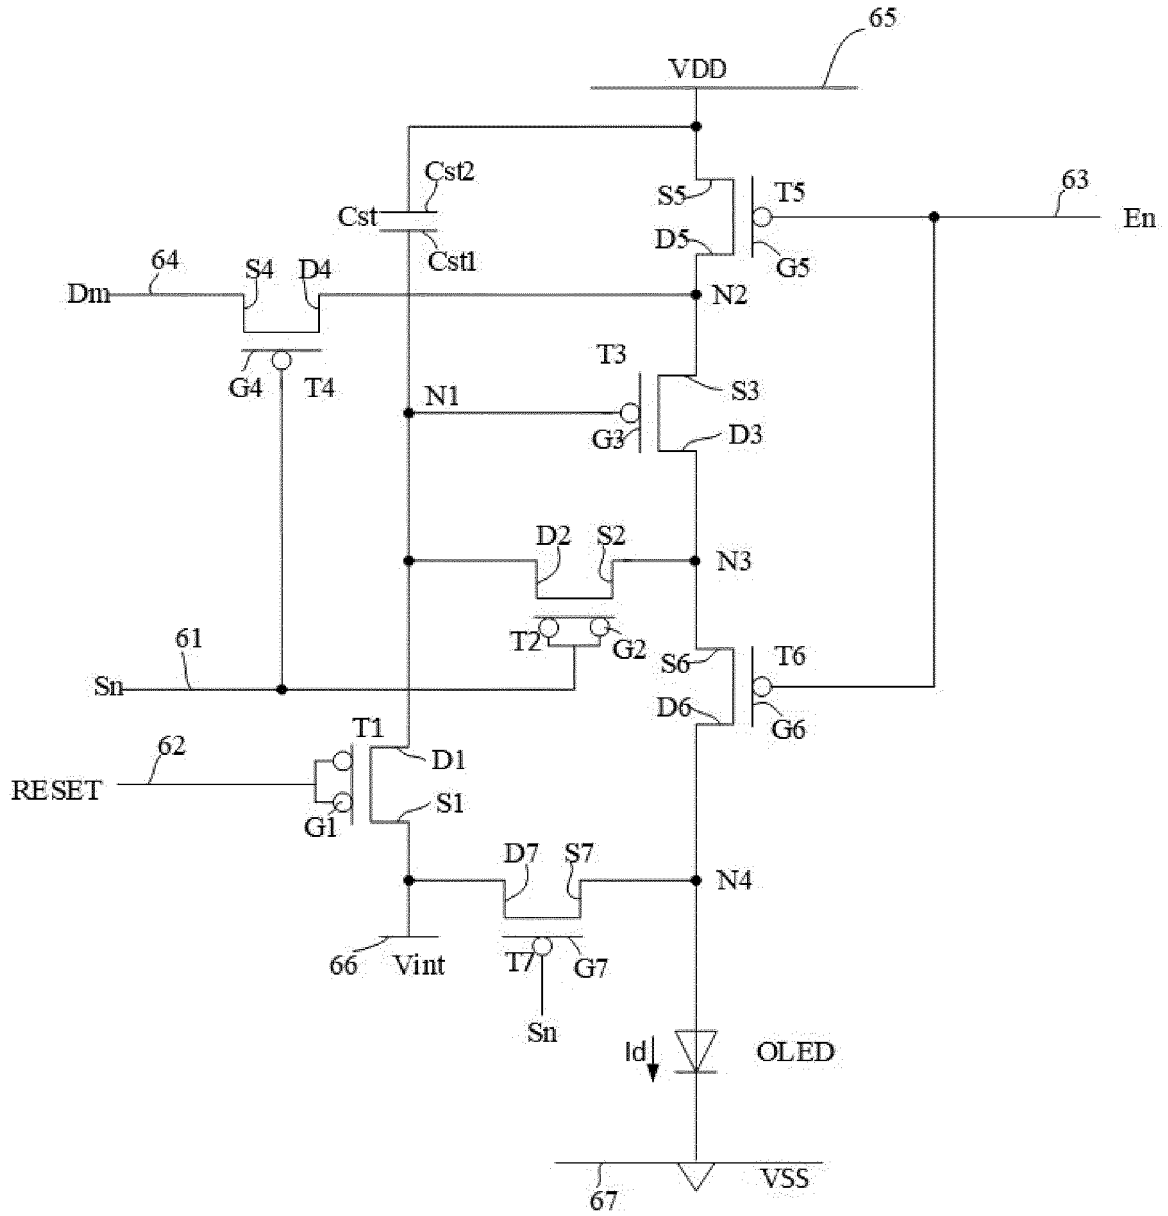 65
VDD
Cst2
S5
T5
63
Cst
En
D5
G5
Cst1
64
S4
D4
Dm
N2
T3
G4
T4
N1
S3
G3
D3
D2
S2
N3
61
T2
G2
S6
T6
Sn
D6
G6
62
T1
D1
RESET
S1
G1
D7
S7
N4
66
Vint
T7
G7
Sn
Id
OLED
VSS
67